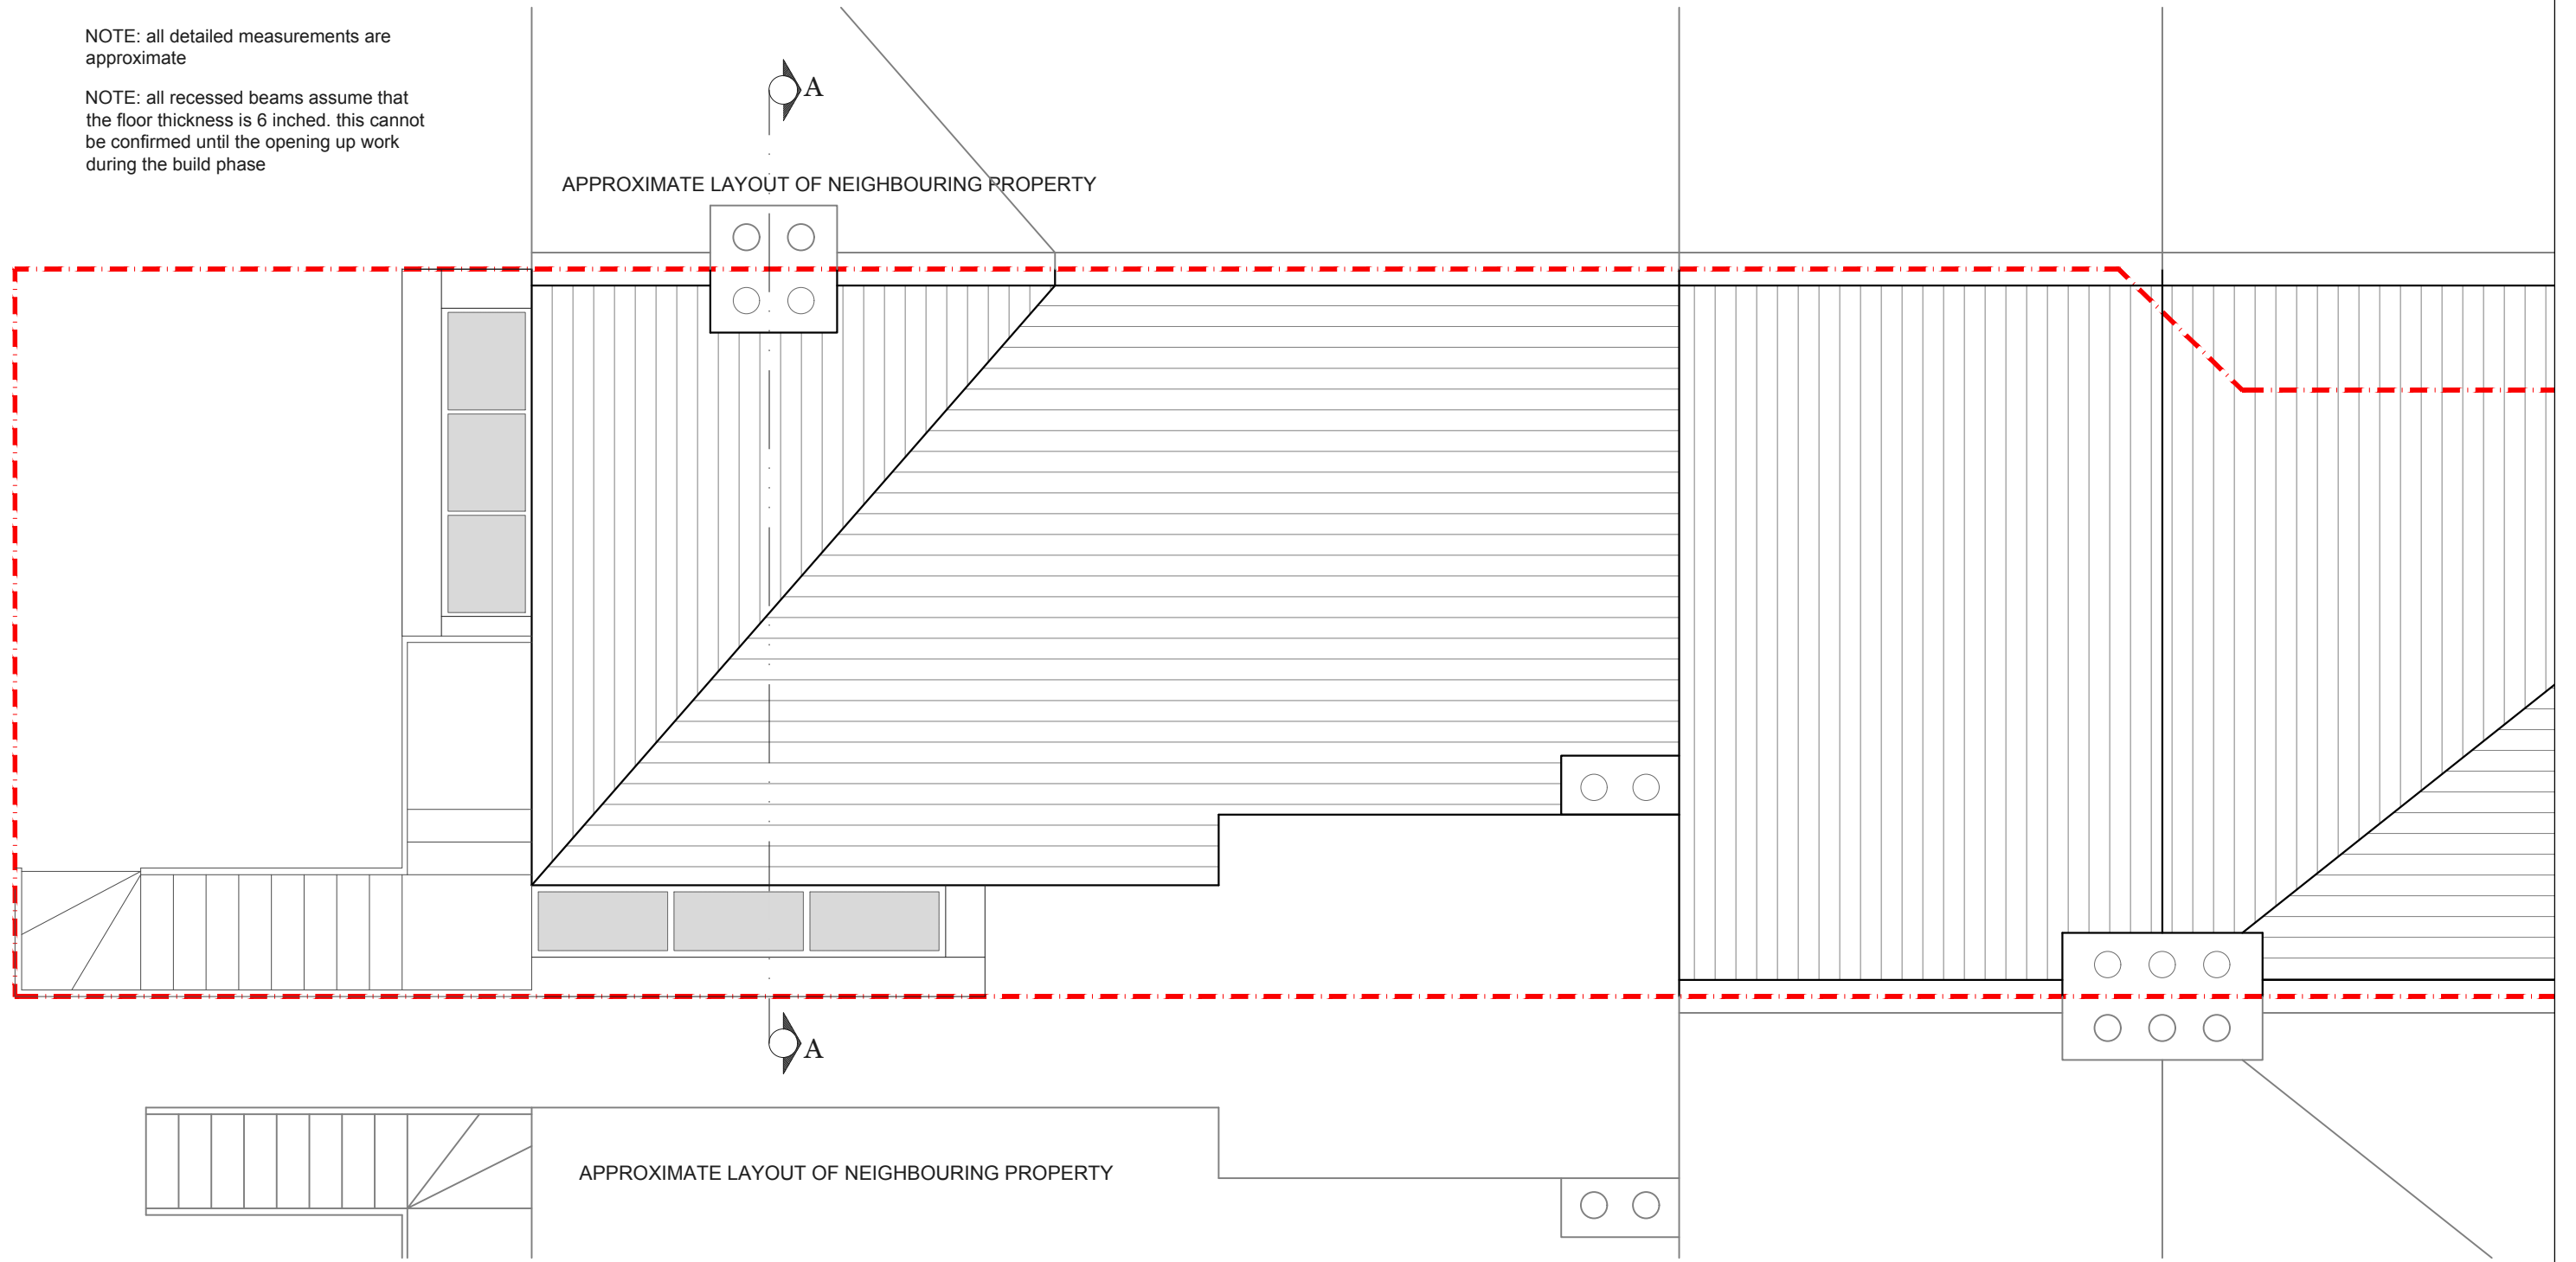 NOTE: all detailed measurements are
approximate
NOTE: all recessed beams assume that
the floor thickness is 6 inched. this cannot
be confirmed until the opening up work
during the build phase
A
APPROXIMATE LAYOUT OF NEIGHBOURING PROPERTY
A
APPROXIMATE LAYOUT OF NEIGHBOURING PROPERTY